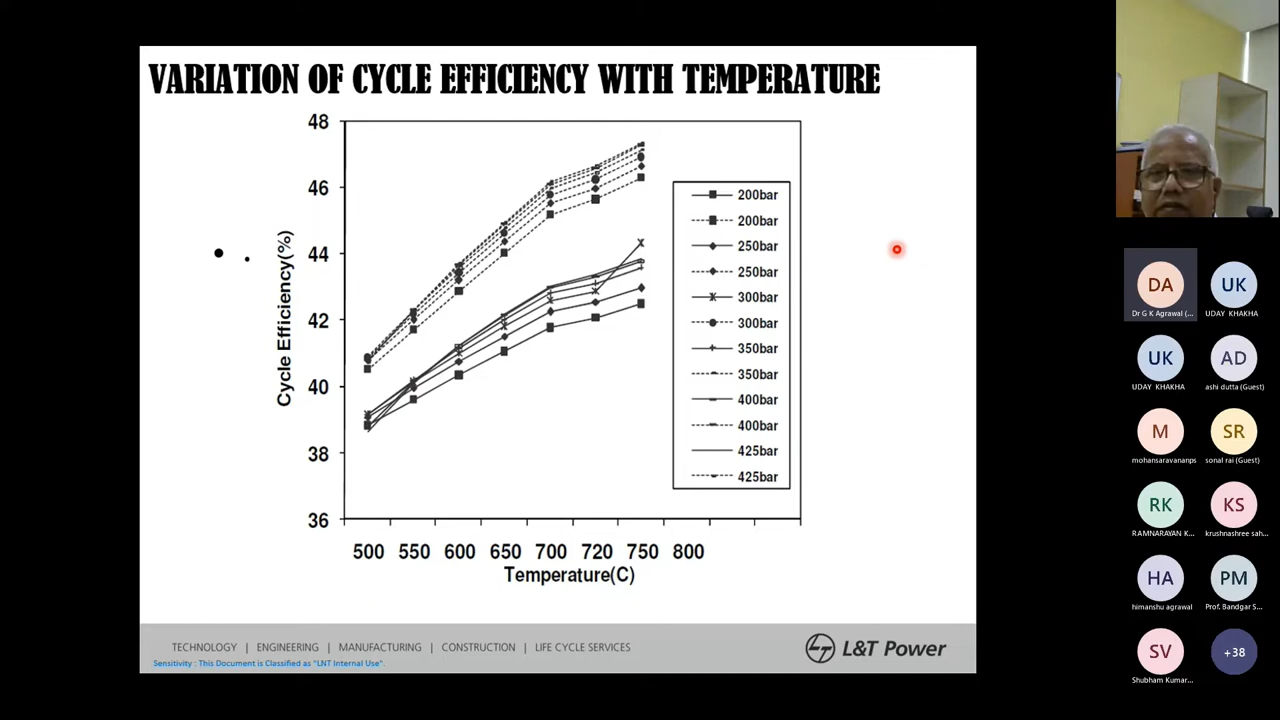 VARIATION OF CYCLE EFFICIENCY WITH TEMPERATURE
48
46
44
42
40
38
36
Cycle Efficiency(%)
500 550 600 650 700 720 750 800
Temperature(C)
200bar
200bar
250bar
250bar
300bar
300bar
350bar
350bar
400bar
400bar
425bar
425bar
TECHNOLOGY | ENGINEERING | MANUFACTURING | CONSTRUCTION | LIFE CYCLE SERVICES
Sensitivity : This Document is Classified as "LNT Internal Use".
L&T Power
DA UK
Dr G K Agrawal (... UDAY KHAKHA
UK AD
UDAY KHAKHA ashi dutta (Guest)
M SR
mohansaravananps sonal rai (Guest)
RK KS
RAMNARAYAN K... krushnashree sah...
HA PM
himanshu agrawal Prof. Bandgar S...
SV +38
Shubham Kumar...